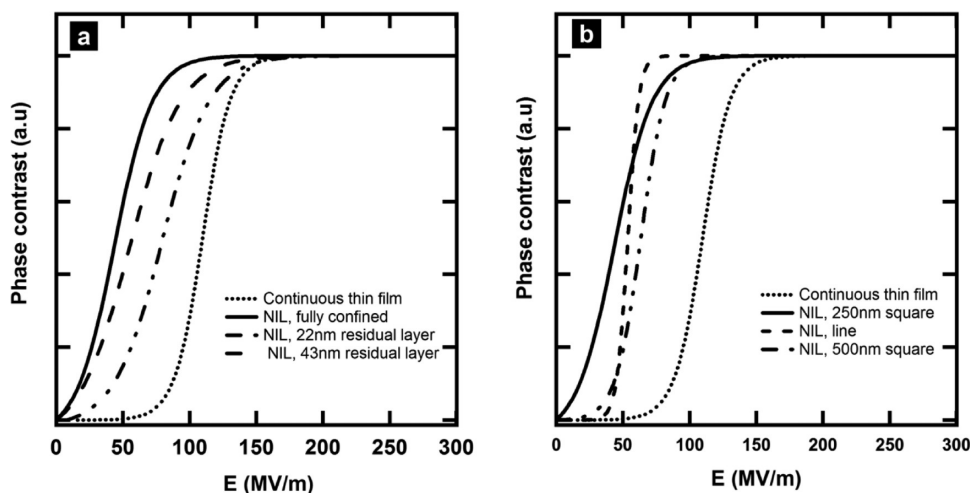 a
Phase contrast (a.u)
Continuous thin film
NIL, fully confined
NIL, 22nm residual layer
NIL, 43nm residual layer
0 50 100 150 200 250 300
E (MV/m)
b
Phase contrast (a.u)
Continuous thin film
NIL, 250nm square
NIL, line
NIL, 500nm square
0 50 100 150 200 250 300
E (MV/m)